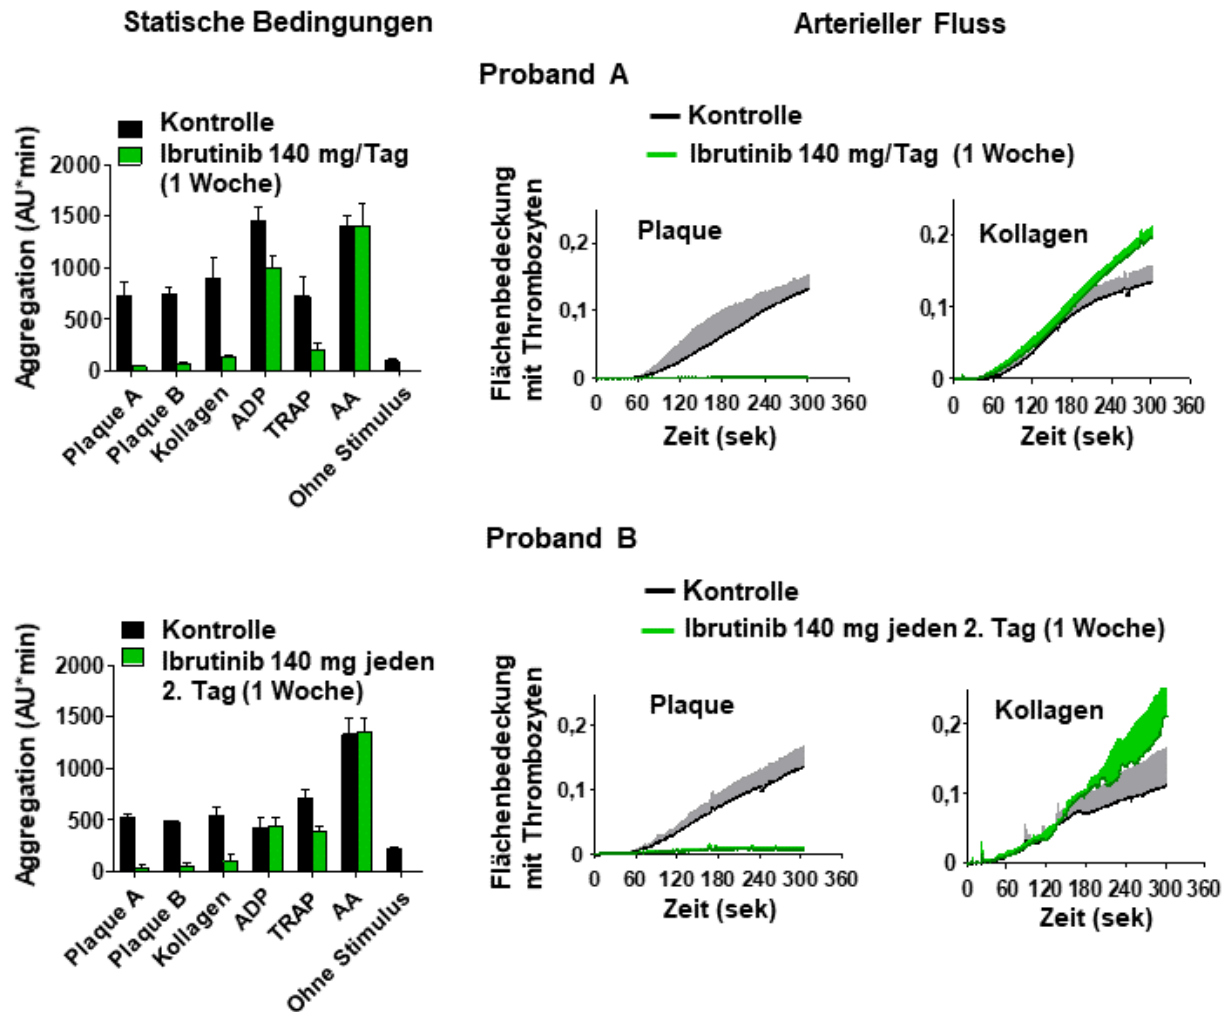 Statische Bedingungen
Arterieller Fluss
Proband A
Kontrolle
Ibrutinib 140 mg/Tag
(1 Woche)
Aggregation (AU*min)
2000
1500
1000
500
0
Plaque A
Plaque B
Kollagen
ADP
TRAP
AA
Ohne Stimulus
Kontrolle
Ibrutinib 140 mg/Tag (1 Woche)
Flächenbedeckung
mit Thrombozyten
0,2
0,1
0
Plaque
0 60 120 180 240 300 360
Zeit (sek)
0,2
0,1
0
Kollagen
0 60 120 180 240 300 360
Zeit (sek)
Proband B
Kontrolle
Ibrutinib 140 mg jeden
2. Tag (1 Woche)
Aggregation (AU*min)
2000
1500
1000
500
0
Plaque A
Plaque B
Kollagen
ADP
TRAP
AA
Ohne Stimulus
Kontrolle
Ibrutinib 140 mg jeden 2. Tag (1 Woche)
Flächenbedeckung
mit Thrombozyten
0,2
0,1
0
Plaque
0 60 120 180 240 300 360
Zeit (sek)
0,2
0,1
0
Kollagen
0 60 120 180 240 300 360
Zeit (sek)